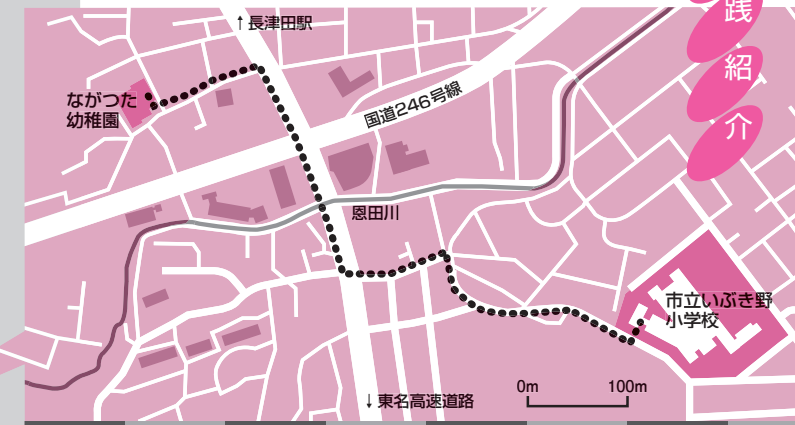 践
紹
介
↑長津田駅
ながつた
幼稚園
国道246号線
恩田川
市立いぶき野
小学校
0m 100m
↓東名高速道路